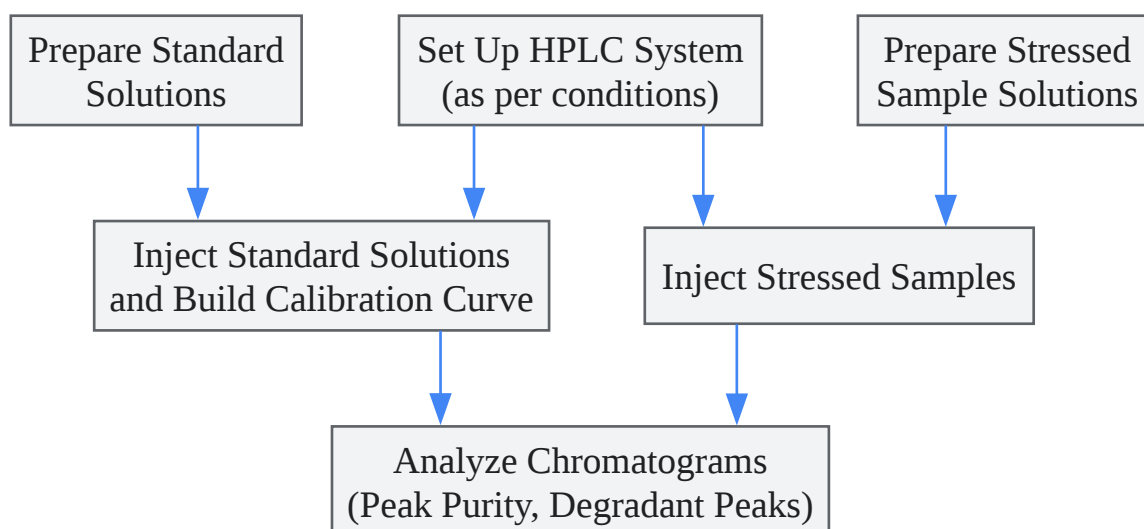 Prepare Standard
Solutions
Set Up HPLC System
(as per conditions)
Prepare Stressed
Sample Solutions
Inject Standard Solutions
and Build Calibration Curve
Inject Stressed Samples
Analyze Chromatograms
(Peak Purity, Degradant Peaks)